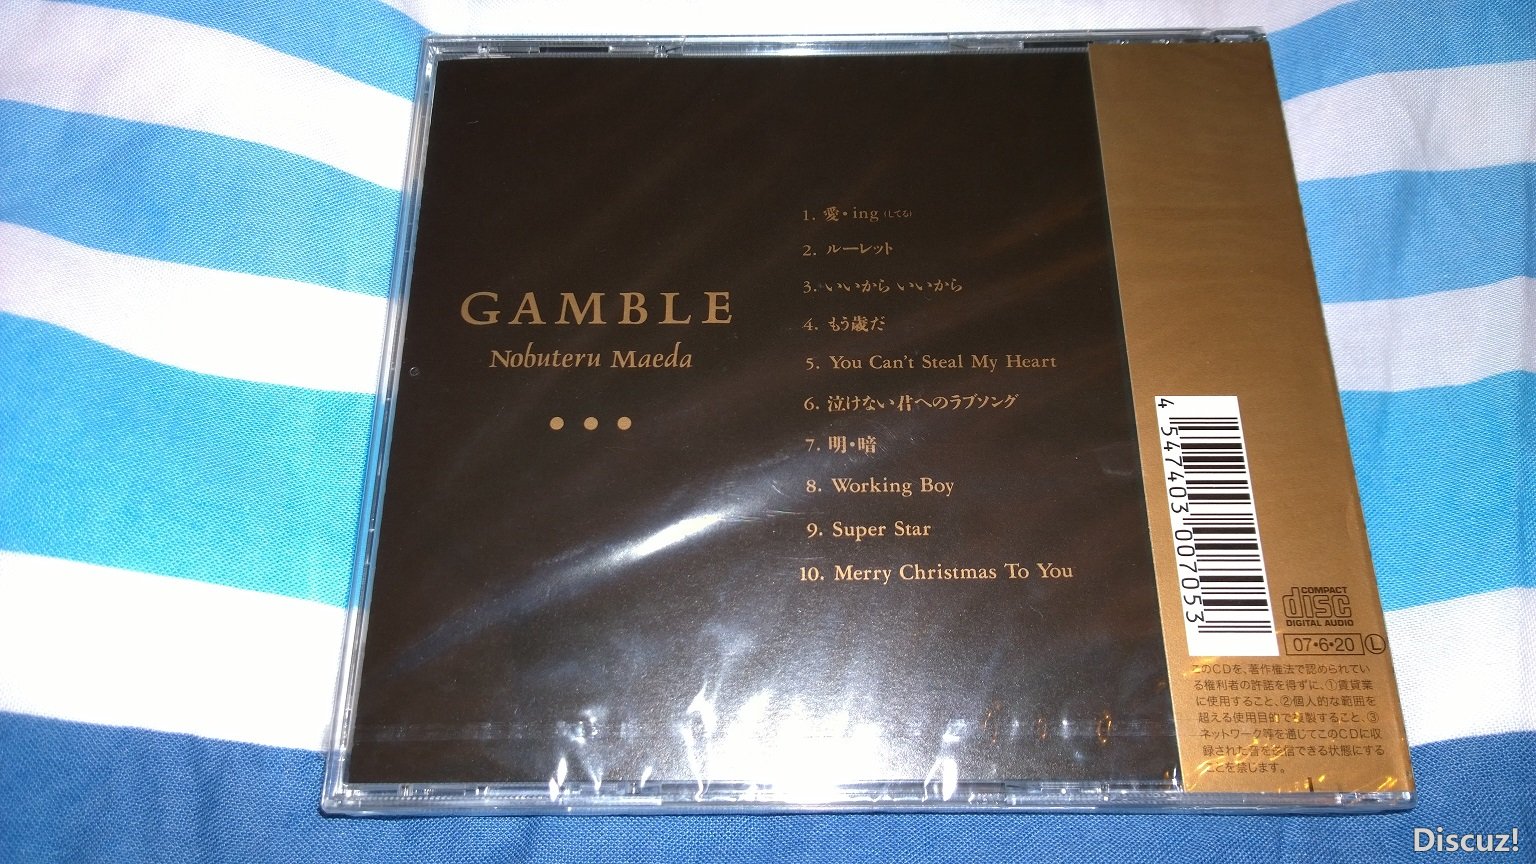 GAMBLE
Nobuteru Maeda
1. 愛・ing (してる)
2. ルーレット
3. いいから いいから
4. もう歳だ
5. You Can't Steal My Heart
6. 泣けない君へのラブソング
7. 明・暗
8. Working Boy
9. Super Star
10. Merry Christmas To You
4 547403 007053
COMPACT
disc
DIGITAL AUDIO
07・6・20 L
このCDを、著作権法で認められてい
る権利者の許諾を得ずに、①賃貸業
に使用すること、②個人的な範囲を
超える使用目的で複製すること、③
ネットワーク等を通じてこのCDに収
録された音を送信できる状態にする
ことを禁じます。
Discuz!